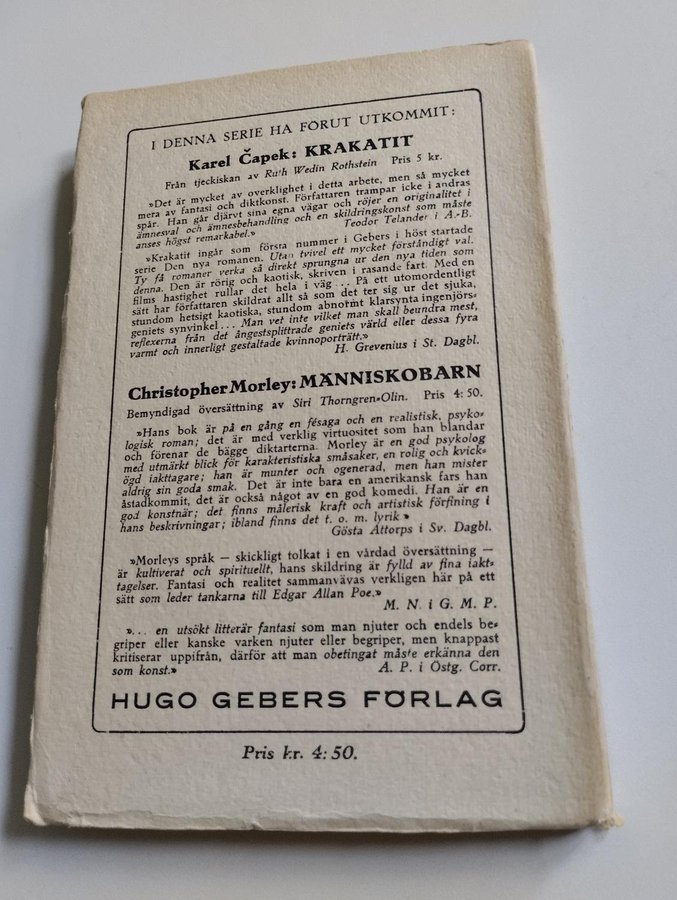 I DENNA SERIE HA FÖRUT UTKOMMIT:
Karel Čapek: KRAKATIT
Från tjeckiskan av Ruth Wedin Rothstein Pris 5 kr.
»Det är mycket av overklighet i detta arbete, men så mycket
mera av fantasi och diktkonst. Författaren trampar icke i andras
spår. Han går djärvt sina egna vägar och röjer en originalitet i
ämnesval och ämnesbehandling och en skildringskonst som måste
anses högst remarkabel.»
Teodor Telander i A.-B.
»Krakatit ingår som första nummer i Gebers i höst startade
serie Den nya romanen. Utan tvivel ett mycket förståndigt val.
Ty få romaner verka så direkt sprungna ur den nya tiden som
denna. Den är rörig och kaotisk, skriven i rasande fart. Med en
films hastighet rullar det hela i väg ... På ett utomordentligt
sätt har författaren skildrat allt så som det ter sig ur det sjuka,
stundom hetsigt kaotiska, stundom abnormt klarsynta ingenjörs-
geniets synvinkel ... Man vet inte vilket man skall beundra mest,
reflexerna från det ångestsplittrade geniets värld eller dessa fyra
varmt och innerligt gestaltade kvinnoporträtt.»
H. Grevenius i St. Dagbl.
Christopher Morley: MÄNNISKOBARN
Bemyndigad översättning av Siri Thorngren-Olin. Pris 4:50.
»Hans bok är på en gång en fésaga och en realistisk, psyko-
logisk roman; det är med verklig virtuositet som han blandar
och förenar de bägge diktarterna. Morley är en god psykolog
med utmärkt blick för karakteristiska småsaker, en rolig och kvick-
ögd iakttagare; han är munter och ogenerad, men han mister
aldrig sin goda smak. Det är inte bara en amerikansk fars han
åstadkommit, det är också något av en god komedi. Han är en
god konstnär; det finns målerisk kraft och artistisk förfining i
hans beskrivningar; ibland finns det t. o. m. lyrik »
Gösta Attorps i Sv. Dagbl.
»Morleys språk — skickligt tolkat i en vårdad översättning —
är kultiverat och spirituellt, hans skildring är fylld av fina iakt-
tagelser. Fantasi och realitet sammanvävas verkligen här på ett
sätt som leder tankarna till Edgar Allan Poe.»
M. N. i G. M. P.
»... en utsökt litterär fantasi som man njuter och endels be-
griper eller kanske varken njuter eller begriper, men knappast
kritiserar uppifrån, därför att man obetingat måste erkänna den
som konst.»
A. P. i Östg. Corr.
HUGO GEBERS FÖRLAG
Pris kr. 4:50.